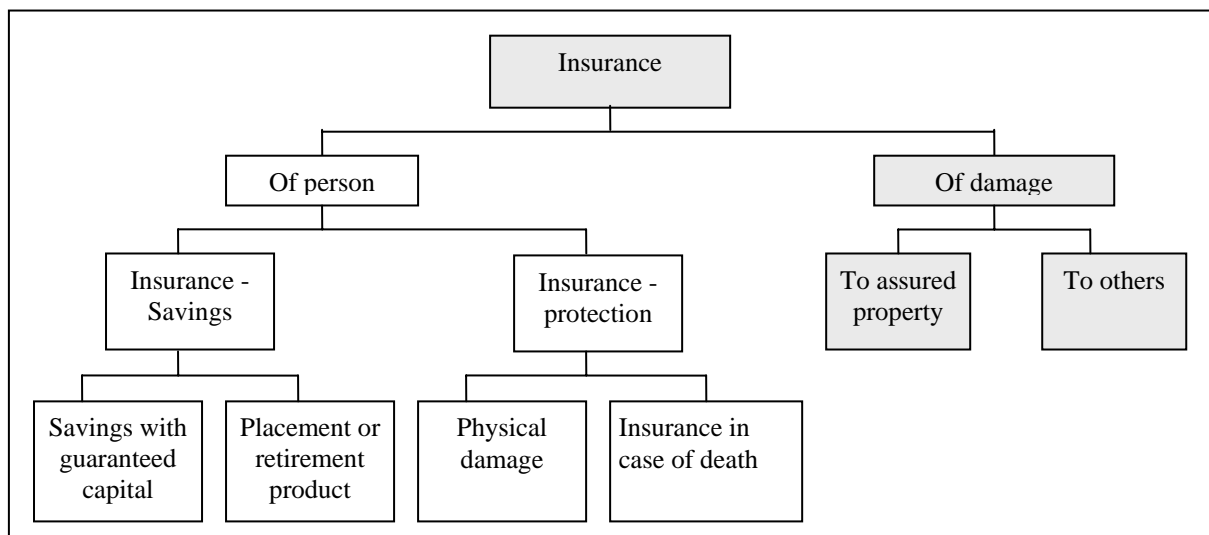 Insurance
Of person
Of damage
Insurance -
Savings
Insurance -
protection
To assured
property
To others
Savings with
guaranteed
capital
Placement or
retirement
product
Physical
damage
Insurance in
case of death